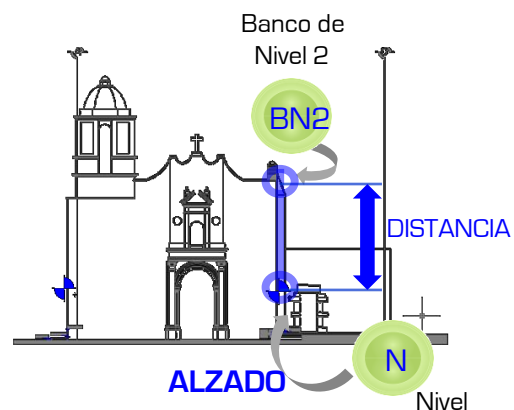 Banco de
Nivel 2
BN2
DISTANCIA
ALZADO
N
Nivel